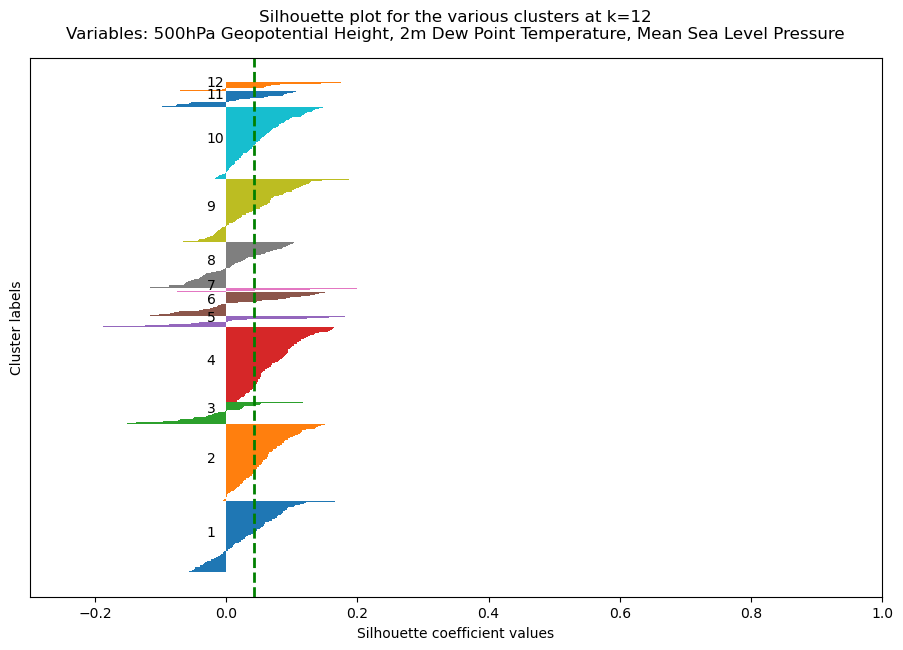 Silhouette plot for the various clusters at k=12
Variables: 500hPa Geopotential Height, 2m Dew Point Temperature, Mean Sea Level Pressure
12
11
10
9
8
7
6
5
4
3
2
1
Cluster labels
−0.2 0.0 0.2 0.4 0.6 0.8 1.0
Silhouette coefficient values